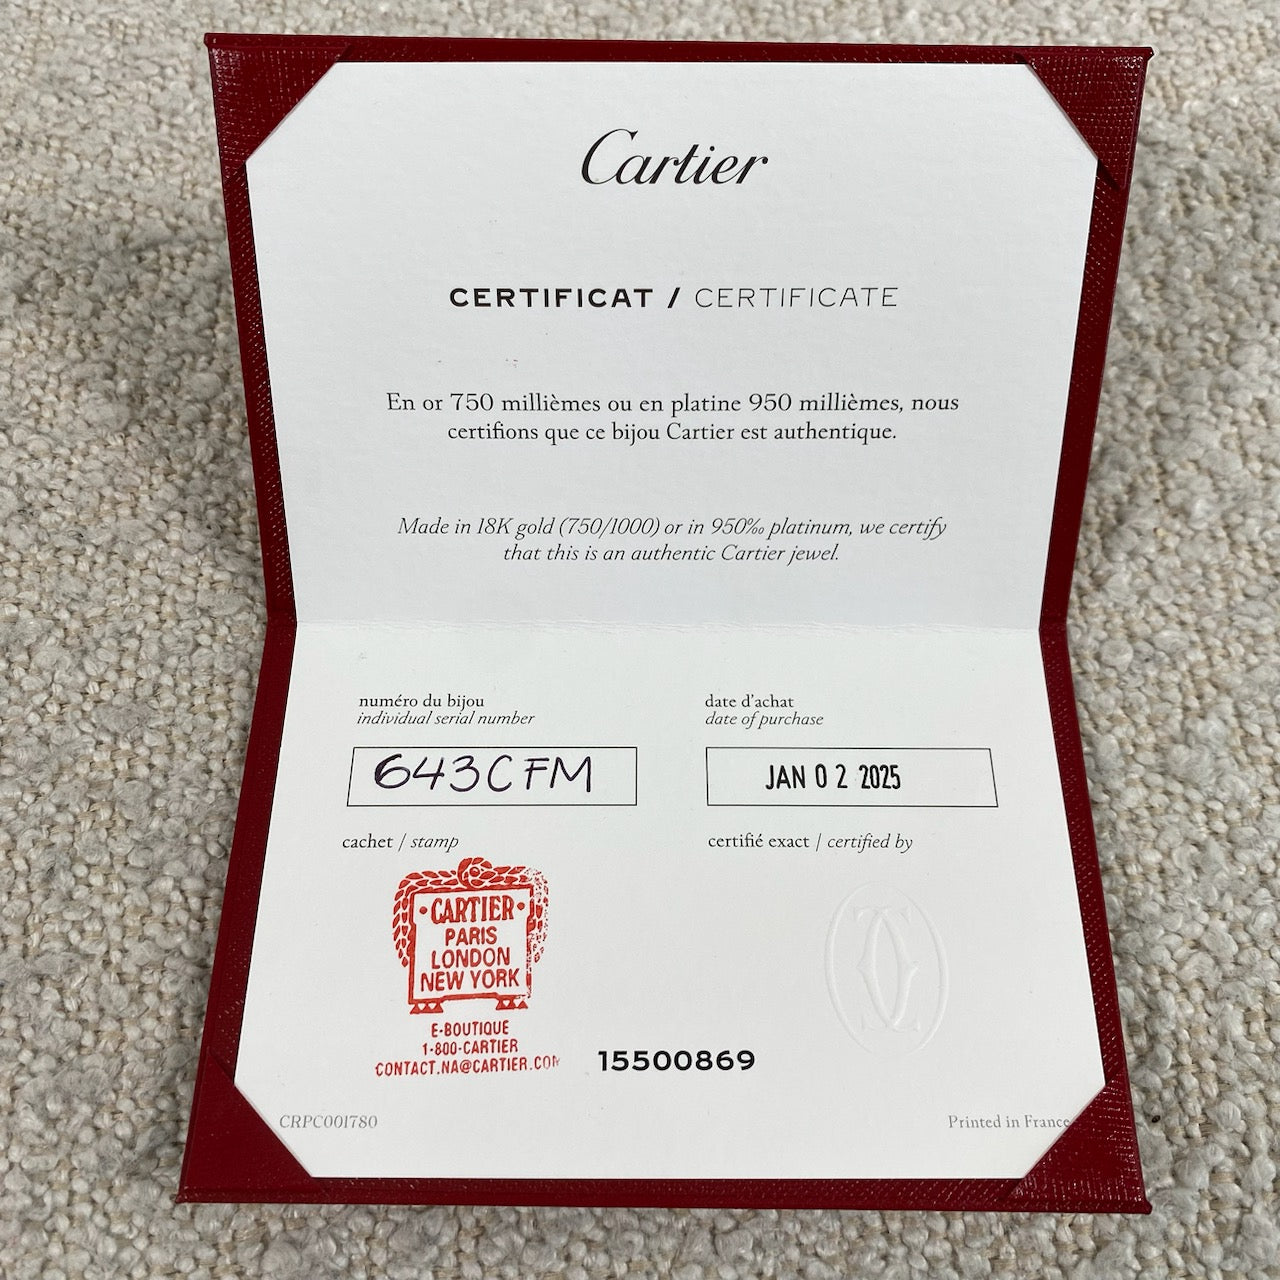 Cartier
CERTIFICAT / CERTIFICATE
En or 750 millièmes ou en platine 950 millièmes, nous
certifions que ce bijou Cartier est authentique.
Made in 18K gold (750/1000) or in 950‰ platinum, we certify
that this is an authentic Cartier jewel.
numéro du bijou
individual serial number
643CFM
date d'achat
date of purchase
JAN 02 2025
cachet / stamp
•CARTIER•
PARIS
LONDON
NEW YORK
E-BOUTIQUE
1-800-CARTIER
CONTACT.NA@CARTIER.COM
certifié exact / certified by
15500869
CRPC001780
Printed in France